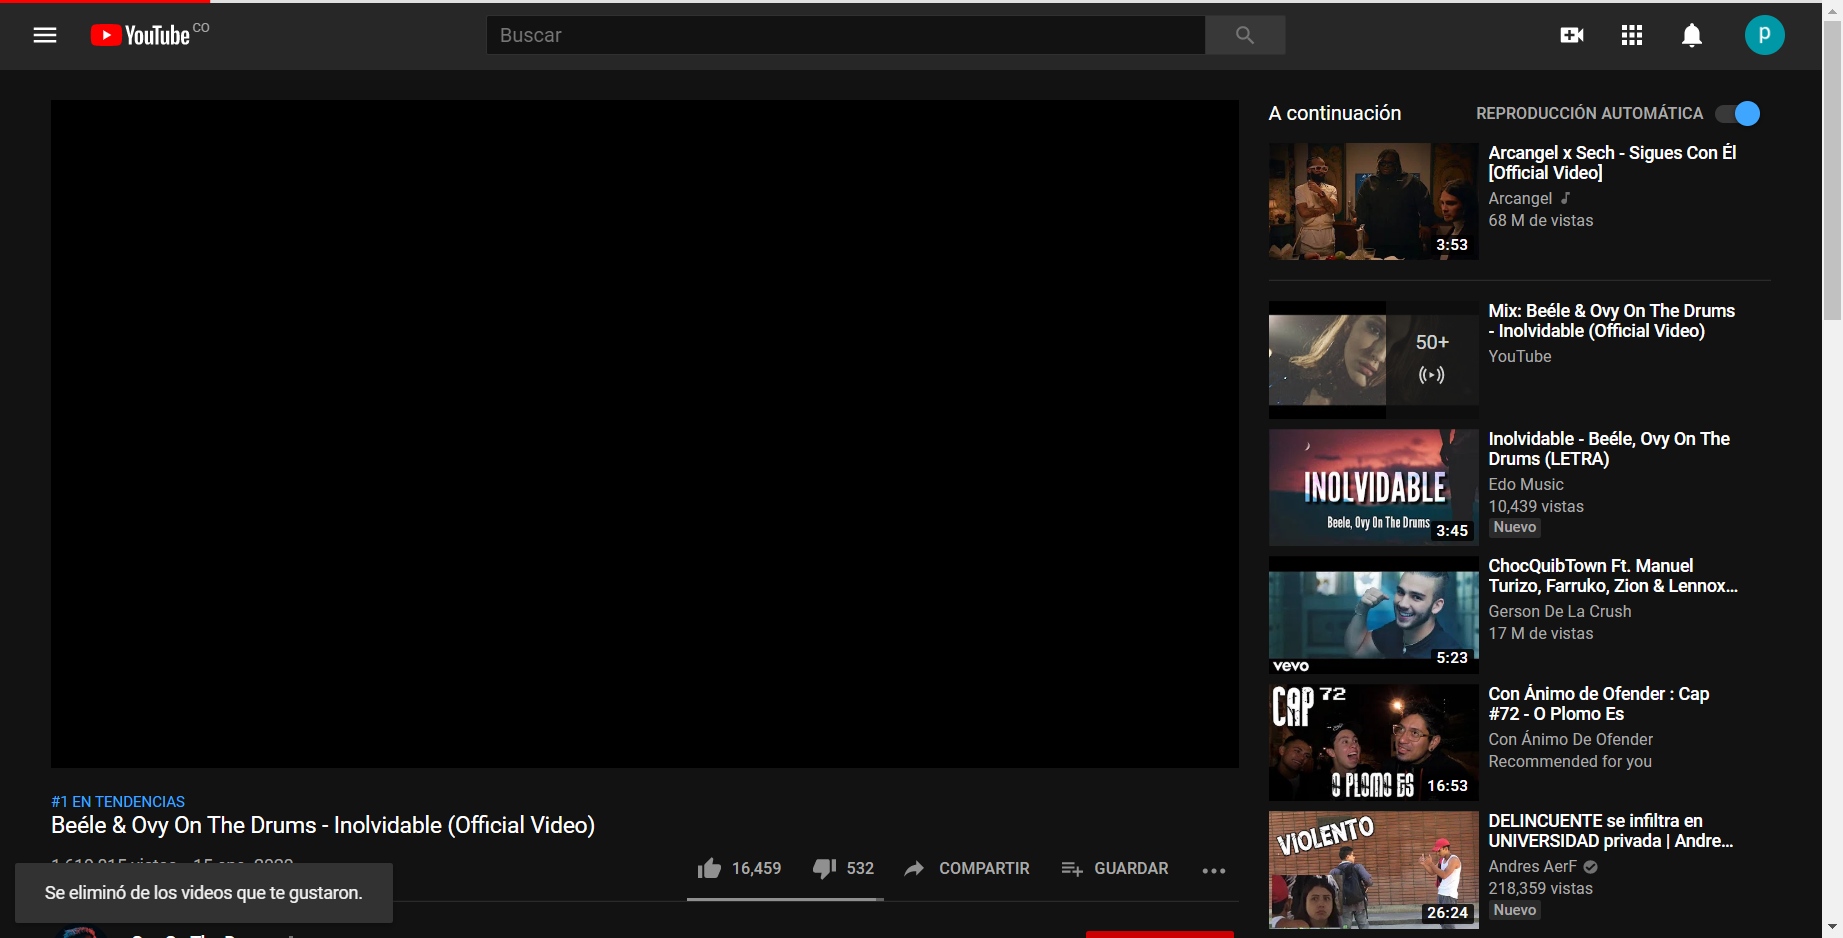 YouTube CO
Buscar
A continuación
REPRODUCCIÓN AUTOMÁTICA
3:53
Arcangel x Sech - Sigues Con Él
[Official Video]
Arcangel
68 M de vistas
50+
Mix: Beéle & Ovy On The Drums
- Inolvidable (Official Video)
YouTube
INOLVIDABLE
Beele, Ovy On The Drums
3:45
Inolvidable - Beéle, Ovy On The
Drums (LETRA)
Edo Music
10,439 vistas
Nuevo
vevo
5:23
ChocQuibTown Ft. Manuel
Turizo, Farruko, Zion & Lennox...
Gerson De La Crush
17 M de vistas
CAP 72
O PLOMO ES
16:53
Con Ánimo de Ofender : Cap
#72 - O Plomo Es
Con Ánimo De Ofender
Recommended for you
VIOLENTO
26:24
DELINCUENTE se infiltra en
UNIVERSIDAD privada | Andre...
Andres AerF
218,359 vistas
Nuevo
#1 EN TENDENCIAS
Beéle & Ovy On The Drums - Inolvidable (Official Video)
16,459
532
COMPARTIR
GUARDAR
Se eliminó de los videos que te gustaron.
p